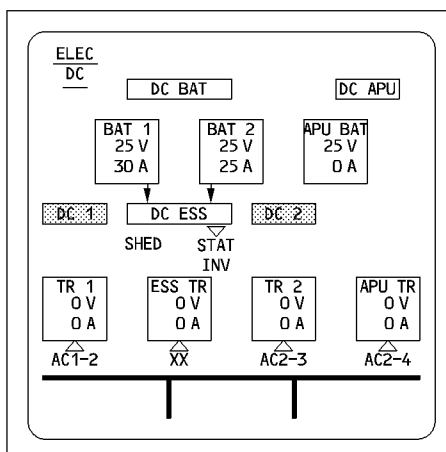 ELEC
DC
DC BAT DC APU
BAT 1 BAT 2 APU BAT
25 V 25 V 25 V
30 A 25 A 0 A
DC 1 DC ESS DC 2
SHED STAT
INV
TR 1 ESS TR TR 2 APU TR
0 V 0 V 0 V 0 V
0 A 0 A 0 A 0 A
AC1-2 XX AC2-3 AC2-4